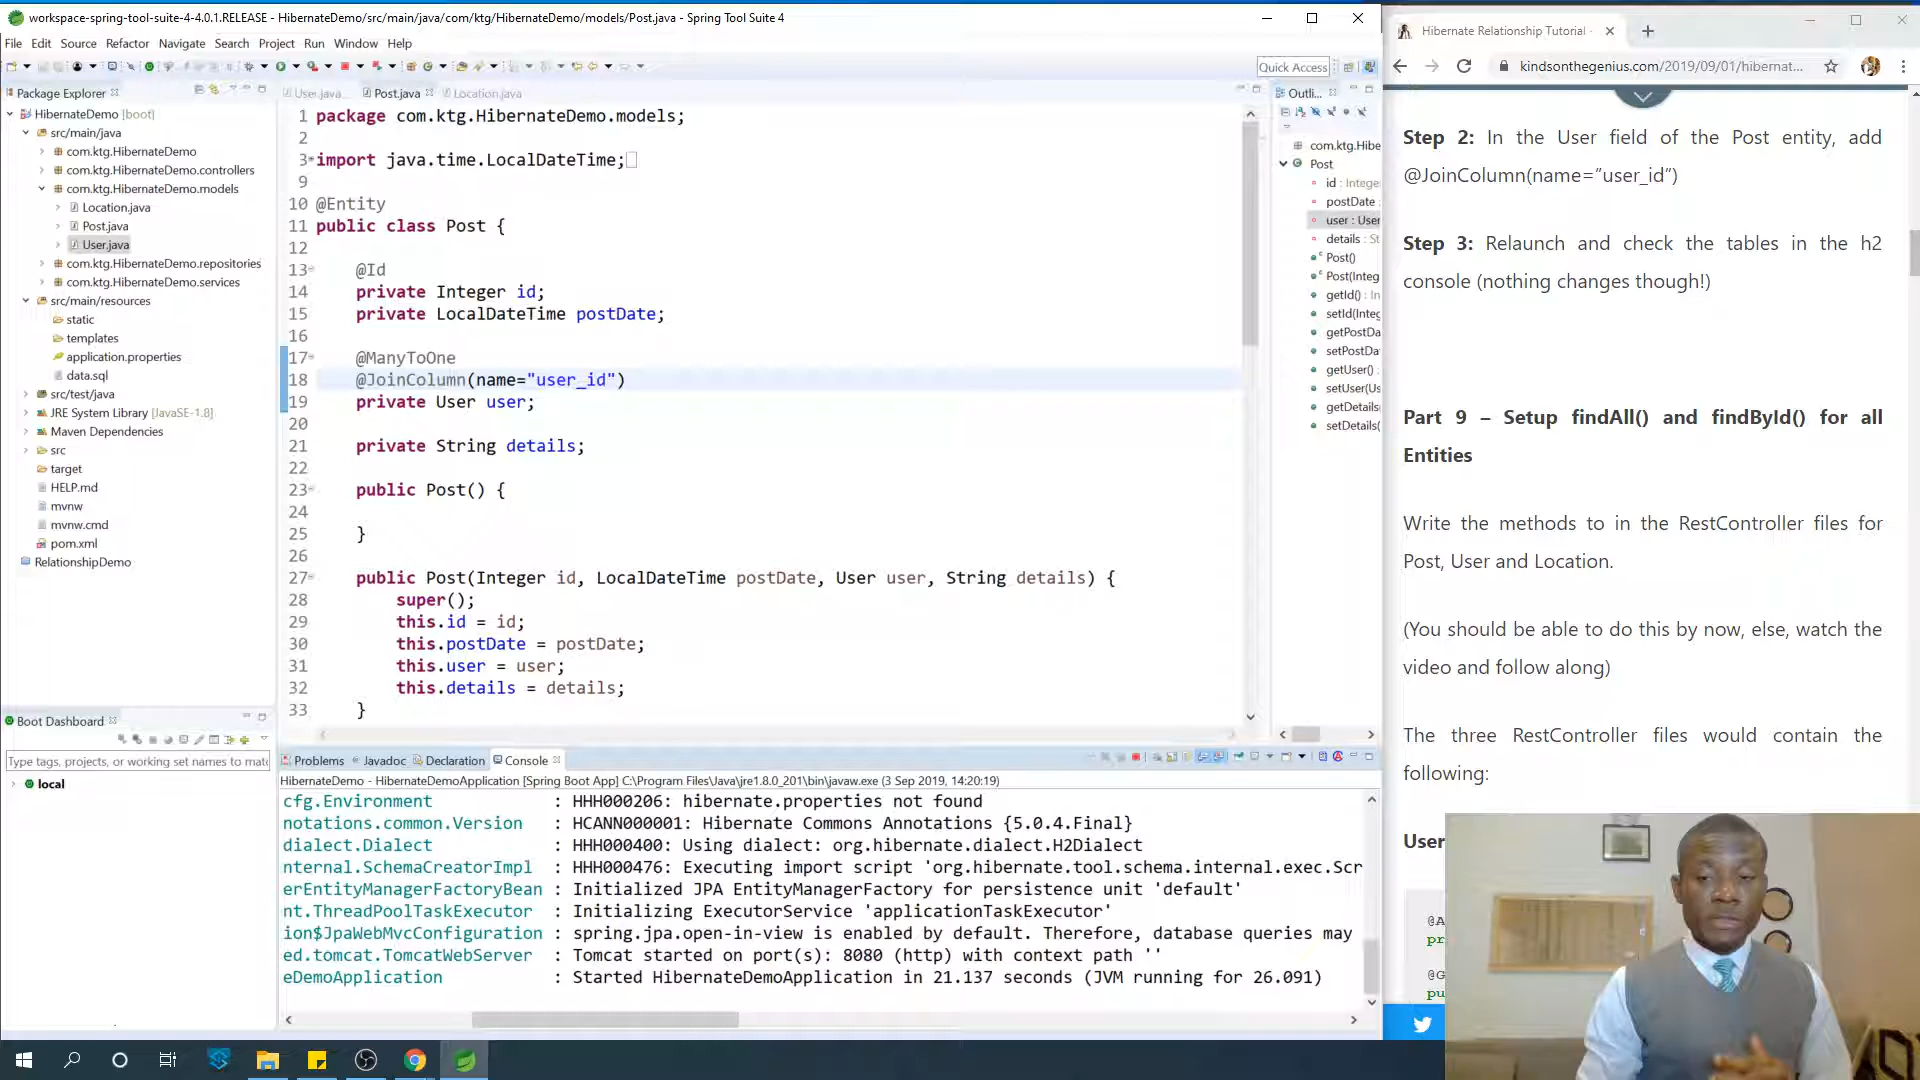 workspace-spring-tool-suite-4-4.0.1.RELEASE - HibernateDemo/src/main/java/com/ktg/HibernateDemo/models/Post.java - Spring Tool Suite 4
File Edit Source Refactor Navigate Search Project Run Window Help
Quick Access
Package Explorer
HibernateDemo [boot]
src/main/java
com.ktg.HibernateDemo
com.ktg.HibernateDemo.controllers
com.ktg.HibernateDemo.models
Location.java
Post.java
User.java
com.ktg.HibernateDemo.repositories
com.ktg.HibernateDemo.services
src/main/resources
static
templates
application.properties
data.sql
src/test/java
JRE System Library [JavaSE-1.8]
Maven Dependencies
src
target
HELP.md
mvnw
mvnw.cmd
pom.xml
RelationshipDemo
Boot Dashboard
Type tags, projects, or working set names to mat
local
User.java Post.java Location.java
1 package com.ktg.HibernateDemo.models;
2
3 import java.time.LocalDateTime;
9
10 @Entity
11 public class Post {
12
13 @Id
14 private Integer id;
15 private LocalDateTime postDate;
16
17 @ManyToOne
18 @JoinColumn(name="user_id")
19 private User user;
20
21 private String details;
22
23 public Post() {
24
25 }
26
27 public Post(Integer id, LocalDateTime postDate, User user, String details) {
28 super();
29 this.id = id;
30 this.postDate = postDate;
31 this.user = user;
32 this.details = details;
33 }
Outli...
com.ktg.Hibe
Post
id : Intege
postDate :
user : User
details : St
Post()
Post(Integ
getId() : In
setId(Integ
getPostDa
setPostDa
getUser() :
setUser(Us
getDetails
setDetails(
Problems Javadoc Declaration Console
HibernateDemo - HibernateDemoApplication [Spring Boot App] C:\Program Files\Java\jre1.8.0_201\bin\javaw.exe (3 Sep 2019, 14:20:19)
cfg.Environment : HHH000206: hibernate.properties not found
notations.common.Version : HCANN000001: Hibernate Commons Annotations {5.0.4.Final}
dialect.Dialect : HHH000400: Using dialect: org.hibernate.dialect.H2Dialect
nternal.SchemaCreatorImpl : HHH000476: Executing import script 'org.hibernate.tool.schema.internal.exec.Scr
erEntityManagerFactoryBean : Initialized JPA EntityManagerFactory for persistence unit 'default'
nt.ThreadPoolTaskExecutor : Initializing ExecutorService 'applicationTaskExecutor'
ion$JpaWebMvcConfiguration : spring.jpa.open-in-view is enabled by default. Therefore, database queries may
ed.tomcat.TomcatWebServer : Tomcat started on port(s): 8080 (http) with context path ''
eDemoApplication : Started HibernateDemoApplication in 21.137 seconds (JVM running for 26.091)
Hibernate Relationship Tutorial -
kindsonthegenius.com/2019/09/01/hibernat...
Step 2: In the User field of the Post entity, add
@JoinColumn(name=”user_id”)
Step 3: Relaunch and check the tables in the h2
console (nothing changes though!)
Part 9 – Setup findAll() and findById() for all
Entities
Write the methods to in the RestController files for
Post, User and Location.
(You should be able to do this by now, else, watch the
video and follow along)
The three RestController files would contain the
following:
User
@A
pr
@G
pu